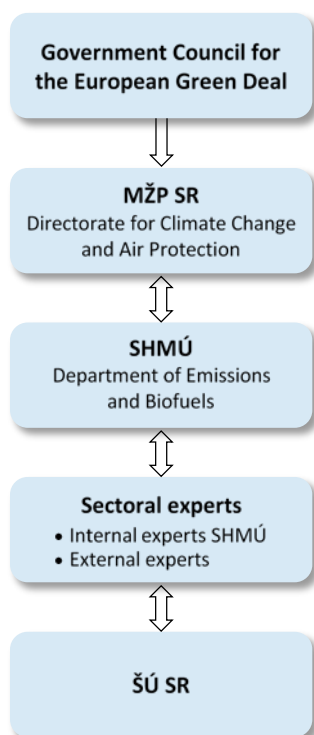 Government Council for
the European Green Deal
MŽP SR
Directorate for Climate Change
and Air Protection
SHMÚ
Department of Emissions
and Biofuels
Sectoral experts
• Internal experts SHMÚ
• External experts
ŠÚ SR